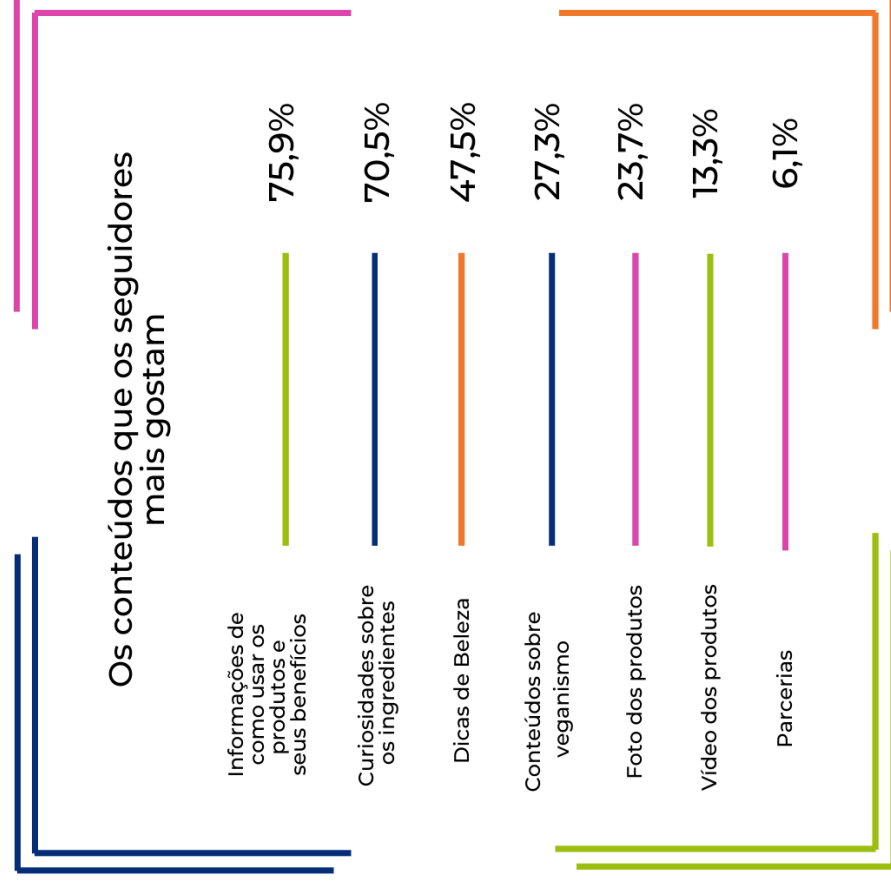 Os conteúdos que os seguidores
mais gostam
Informações de
como usar os
produtos e
seus benefícios
75,9%
Curiosidades sobre
os ingredientes
70,5%
Dicas de Beleza
47,5%
Conteúdos sobre
veganismo
27,3%
Foto dos produtos
23,7%
Vídeo dos produtos
13,3%
Parcerias
6,1%